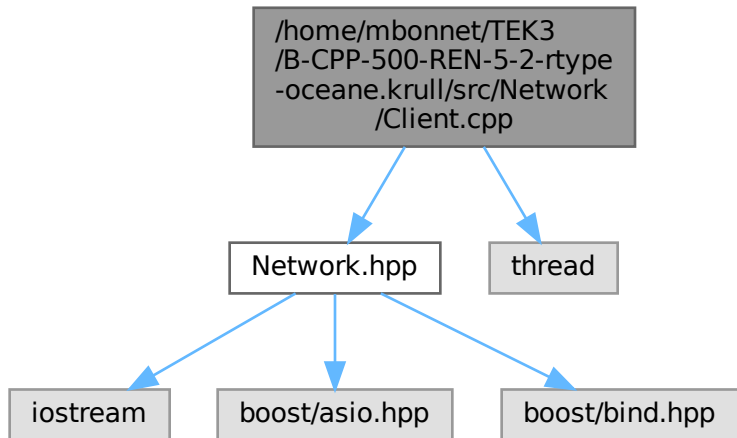 /home/mbonnet/TEK3
/B-CPP-500-REN-5-2-rtype
-oceane.krull/src/Network
/Client.cpp
Network.hpp
thread
iostream
boost/asio.hpp
boost/bind.hpp